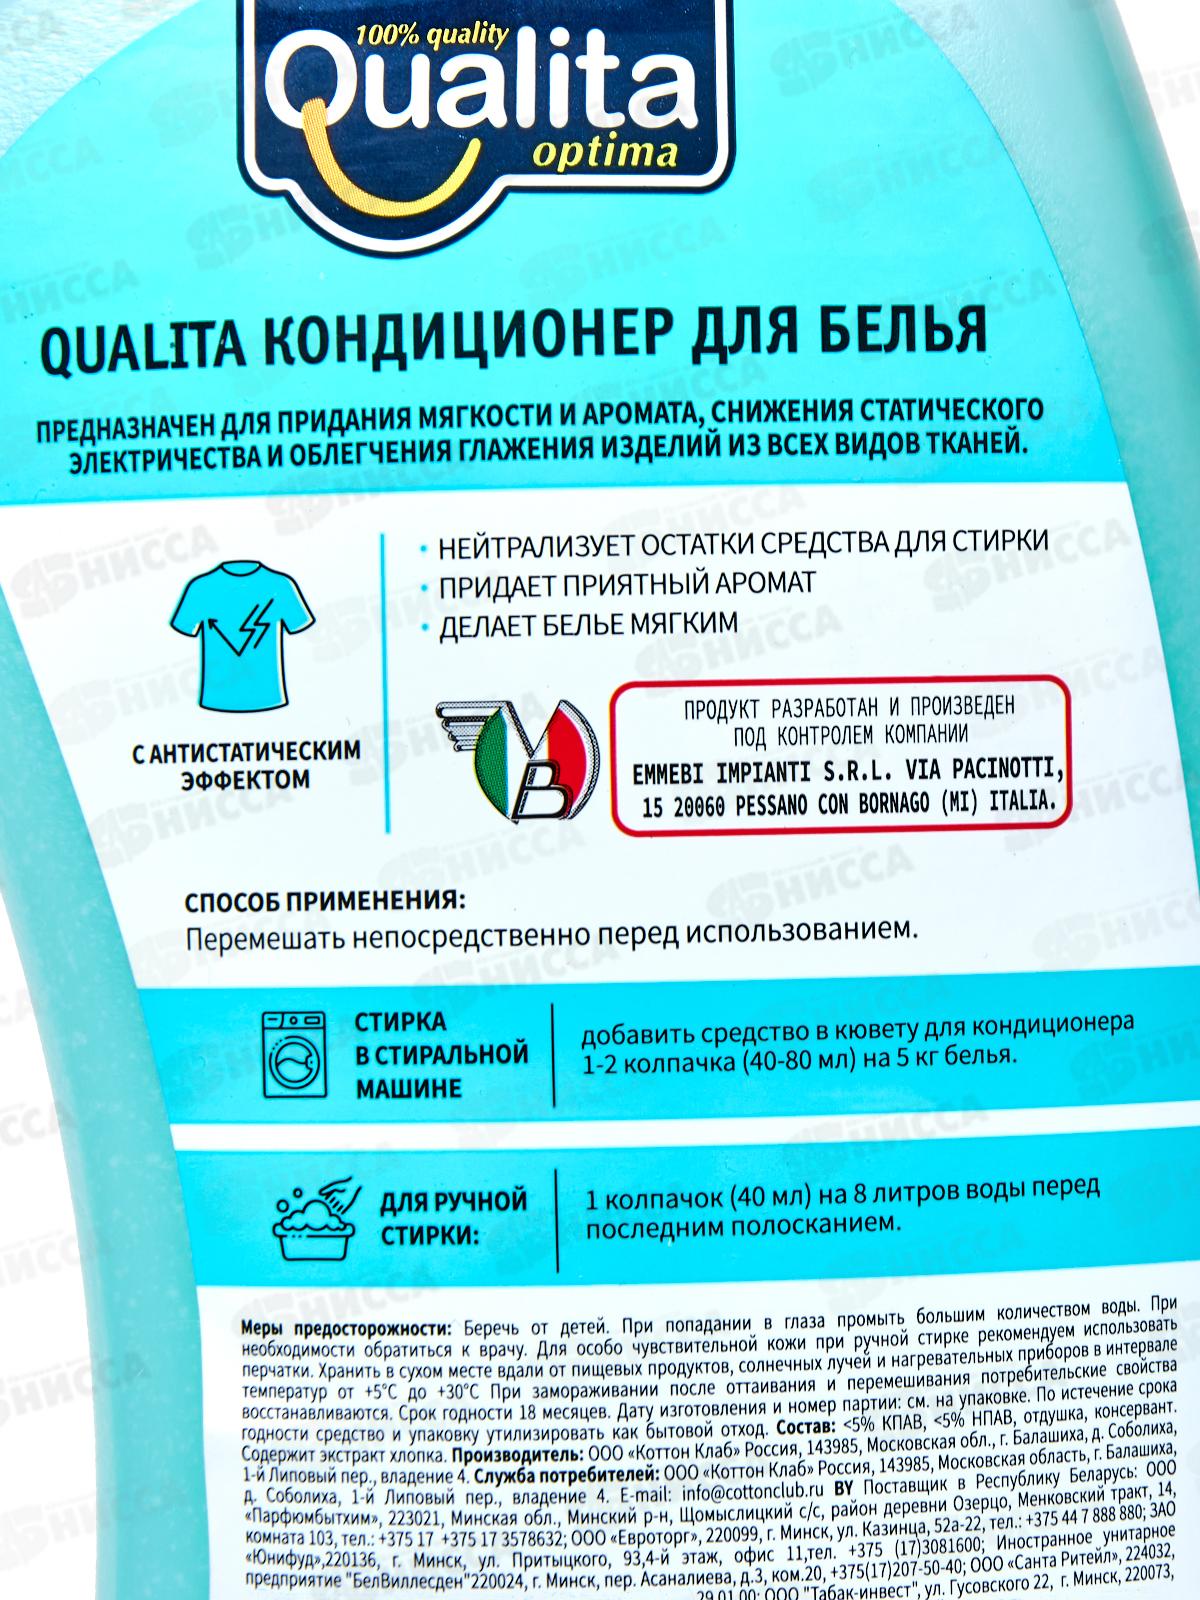 100% quality
Qualita
optima
QUALITA КОНДИЦИОНЕР ДЛЯ БЕЛЬЯ
ПРЕДНАЗНАЧЕН ДЛЯ ПРИДАНИЯ МЯГКОСТИ И АРОМАТА, СНИЖЕНИЯ СТАТИЧЕСКОГО
ЭЛЕКТРИЧЕСТВА И ОБЛЕГЧЕНИЯ ГЛАЖЕНИЯ ИЗДЕЛИЙ ИЗ ВСЕХ ВИДОВ ТКАНЕЙ.
• НЕЙТРАЛИЗУЕТ ОСТАТКИ СРЕДСТВА ДЛЯ СТИРКИ
• ПРИДАЕТ ПРИЯТНЫЙ АРОМАТ
• ДЕЛАЕТ БЕЛЬЕ МЯГКИМ
С АНТИСТАТИЧЕСКИМ
ЭФФЕКТОМ
MB
ПРОДУКТ РАЗРАБОТАН И ПРОИЗВЕДЕН
ПОД КОНТРОЛЕМ КОМПАНИИ
EMMEBI IMPIANTI S.R.L. VIA PACINOTTI,
15 20060 PESSANO CON BORNAGO (MI) ITALIA.
СПОСОБ ПРИМЕНЕНИЯ:
Перемешать непосредственно перед использованием.
СТИРКА
В СТИРАЛЬНОЙ
МАШИНЕ
добавить средство в кювету для кондиционера
1-2 колпачка (40-80 мл) на 5 кг белья.
ДЛЯ РУЧНОЙ
СТИРКИ:
1 колпачок (40 мл) на 8 литров воды перед
последним полосканием.
Меры предосторожности: Беречь от детей. При попадании в глаза промыть большим количеством воды. При
необходимости обратиться к врачу. Для особо чувствительной кожи при ручной стирке рекомендуем использовать
перчатки. Хранить в сухом месте вдали от пищевых продуктов, солнечных лучей и нагревательных приборов в интервале
температур от +5°С до +30°С При замораживании после оттаивания и перемешивания потребительские свойства
восстанавливаются. Срок годности 18 месяцев. Дату изготовления и номер партии: см. на упаковке. По истечение срока
годности средство и упаковку утилизировать как бытовой отход. Состав: <5% КПАВ, <5% НПАВ, отдушка, консервант.
Содержит экстракт хлопка. Производитель: ООО «Коттон Клаб» Россия, 143985, Московская обл., г. Балашиха, д. Соболиха,
1-й Липовый пер., владение 4. Служба потребителей: ООО «Коттон Клаб» Россия, 143985, Московская область, г. Балашиха,
д. Соболиха, 1-й Липовый пер., владение 4. E-mail: info@cottonclub.ru BY Поставщик в Республику Беларусь: ООО
«Парфюмбытхим», 223021, Минская обл., Минский р-н, Щомыслицкий с/с, район деревни Озерцо, Менковский тракт, 14,
комната 103, тел.: +375 17 +375 17 3578632; ООО «Евроторг», 220099, г. Минск, ул. Казинца, 52а-22, тел.: +375 44 7 888 880; ЗАО
«Юнифуд»,220136, г. Минск, ул. Притыцкого, 93,4-й этаж, офис 11,тел. +375 (17)3081600; Иностранное унитарное
предприятие "БелВиллесден"220024, г. Минск, пер. Асаналиева, д.3, ком.20, +375(17)207-50-40; ООО «Санта Ритейл», 224032,
29 01 00; ООО "Табак-инвест", ул. Гусовского 22, г. Минск, 220073,